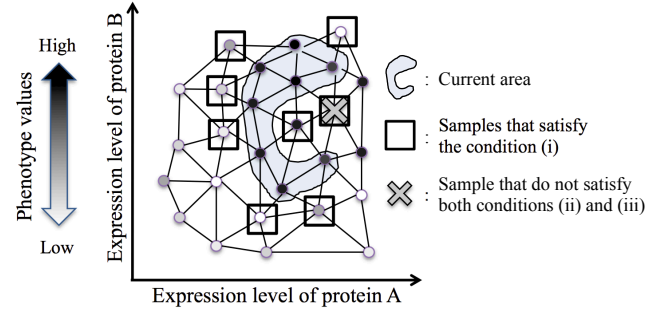 High
Phenotype values
Low
Expression level of protein B
Expression level of protein A
: Current area
: Samples that satisfy
the condition (i)
: Sample that do not satisfy
both conditions (ii) and (iii)